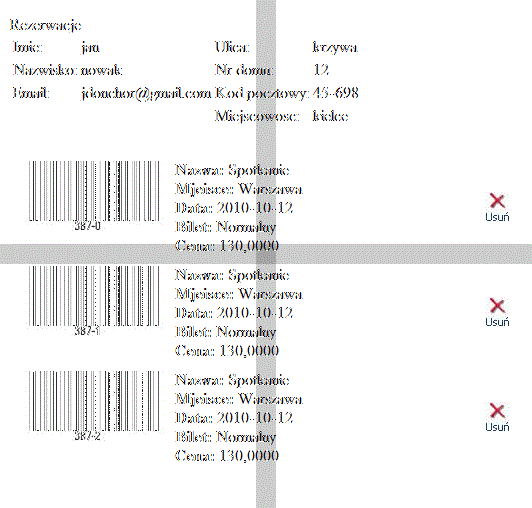 Rezerwacje
Imie: jan Ulica: krzywa
Nazwisko: nowak Nr domu: 12
Email: jdonchor@gmail.com Kod pocztowy: 45-698
Miejscowosc: kielce
Nazwa: Spotkanie
Mjeisce: Warszawa
Data: 2010-10-12
Bilet: Normalny
Cena: 130,0000
387-0
Usuń
Nazwa: Spotkanie
Mjeisce: Warszawa
Data: 2010-10-12
Bilet: Normalny
Cena: 130,0000
387-1
Usuń
Nazwa: Spotkanie
Mjeisce: Warszawa
Data: 2010-10-12
Bilet: Normalny
Cena: 130,0000
387-2
Usuń